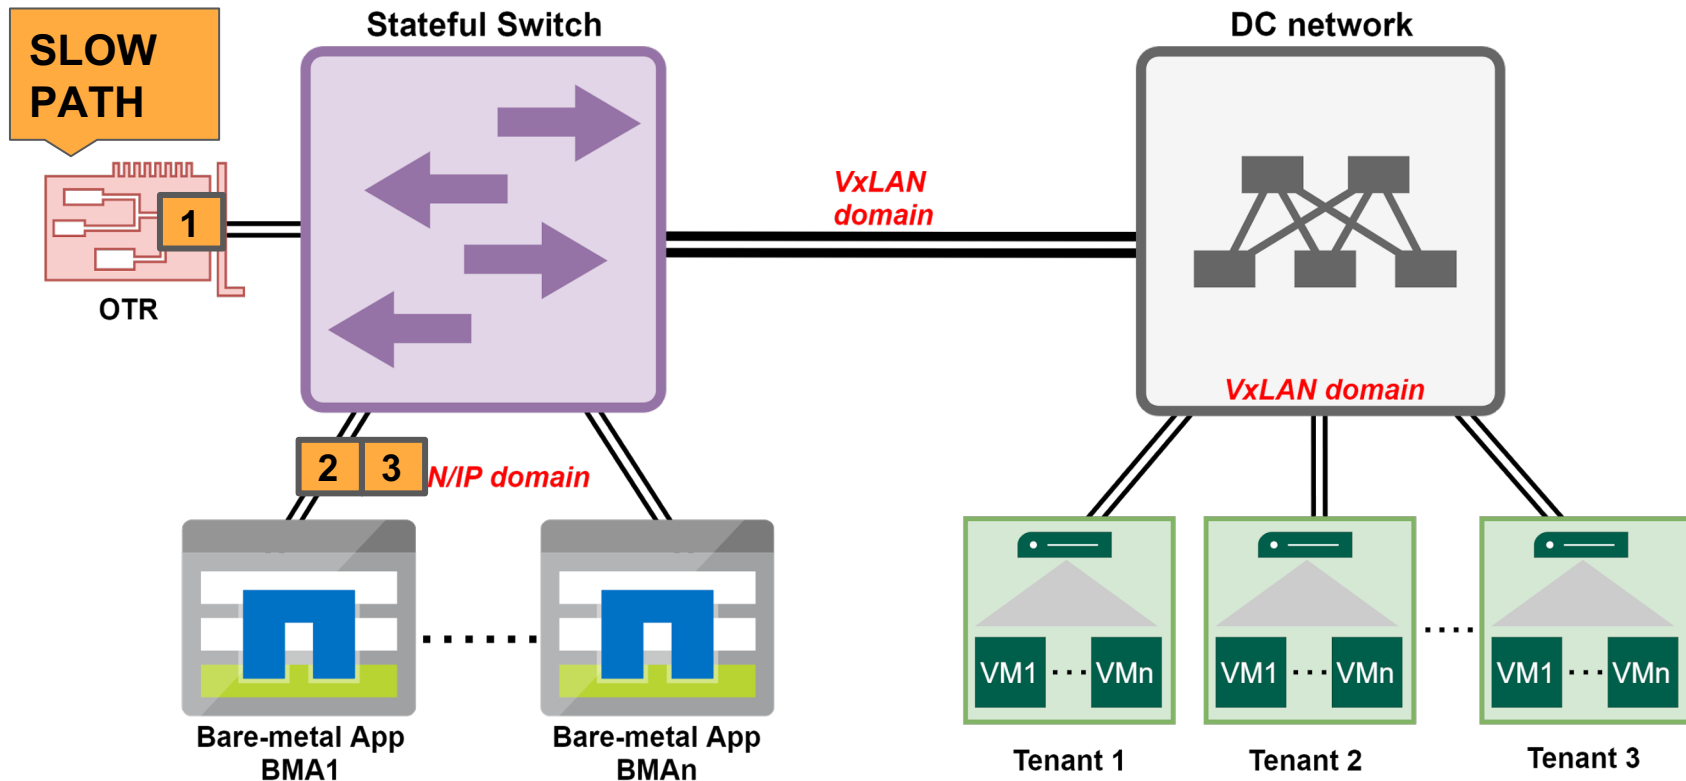 SLOW
PATH
Stateful Switch
DC network
VxLAN
domain
1
OTR
VxLAN domain
2 3
N/IP domain
VM1 ... VMn
VM1 ... VMn
....
VM1 ... VMn
......
Bare-metal App
BMA1
Bare-metal App
BMAn
Tenant 1
Tenant 2
Tenant 3